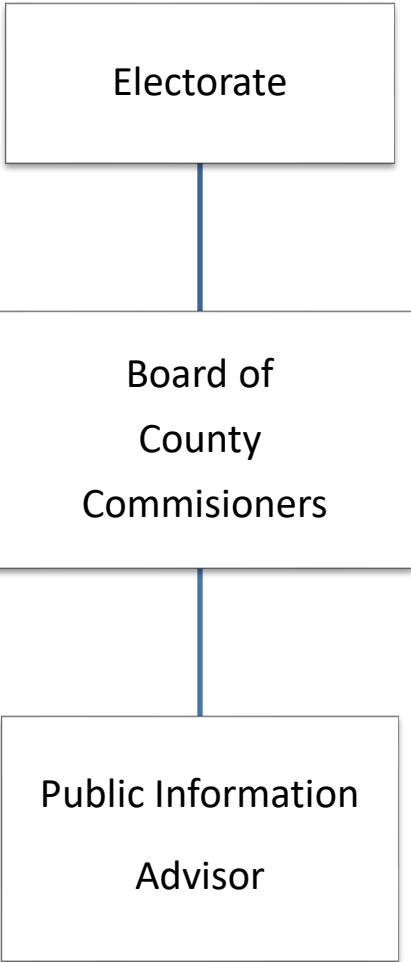 Electorate
Board of
County
Commisioners
Public Information
Advisor